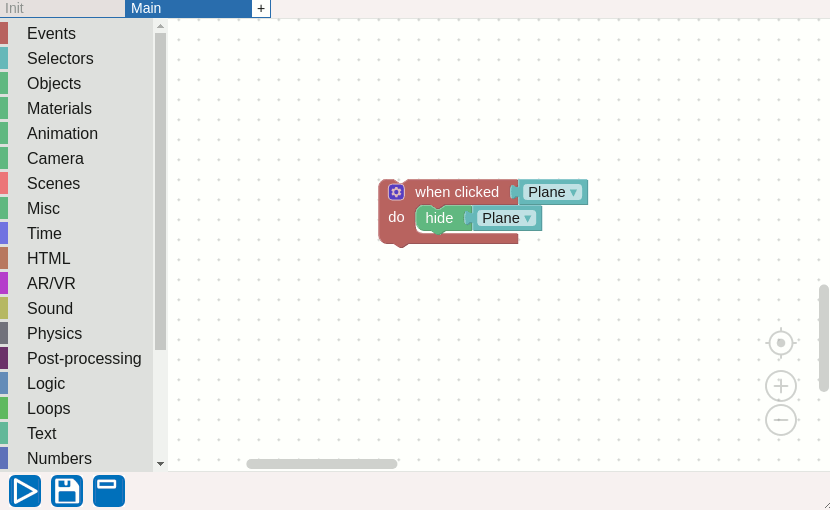 Init Main +
Events
Selectors
Objects
Materials
Animation
Camera
Scenes
Misc
Time
HTML
AR/VR
Sound
Physics
Post-processing
Logic
Loops
Text
Numbers
when clicked Plane
do hide Plane